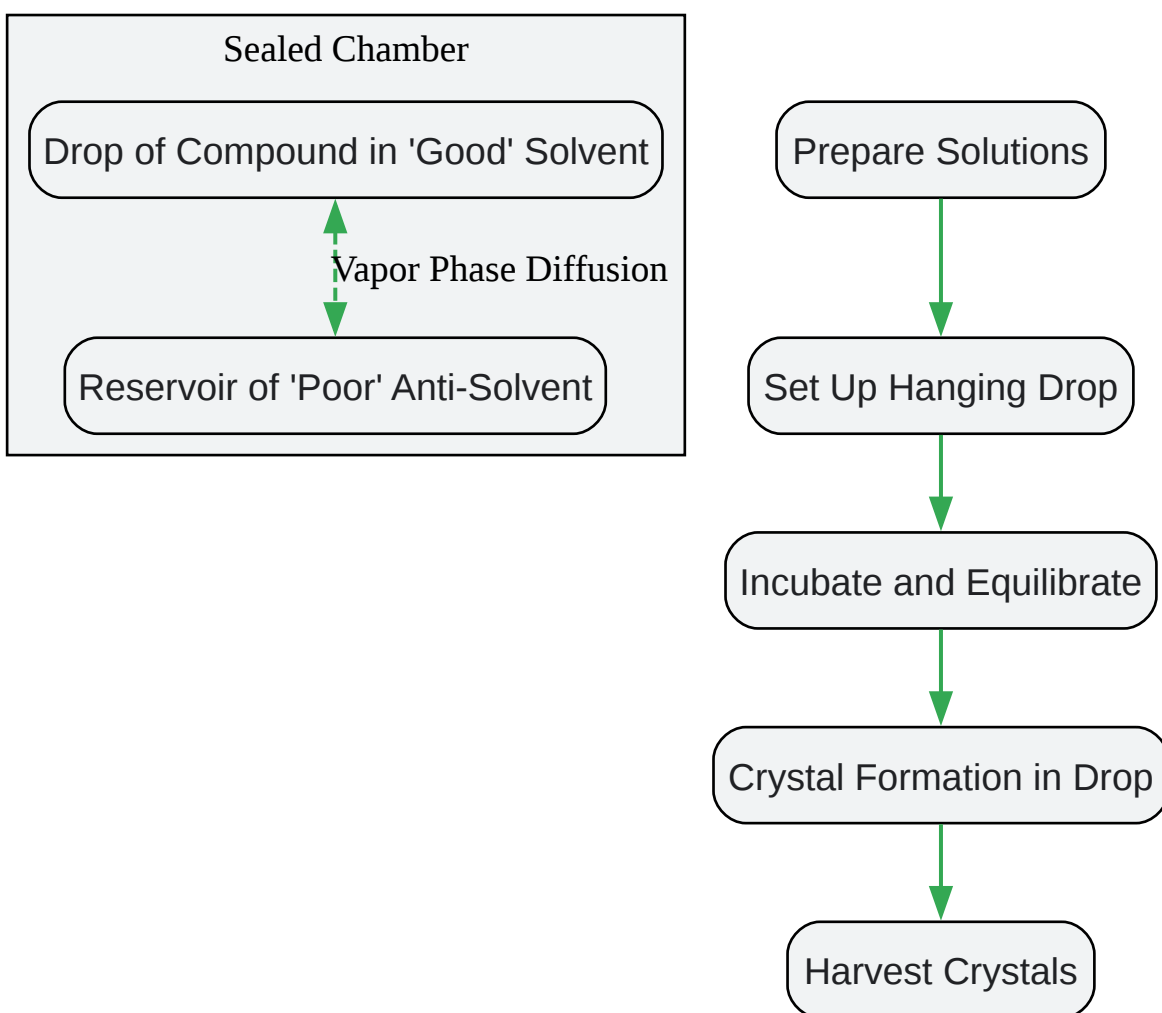 Sealed Chamber
Drop of Compound in 'Good' Solvent
Vapor Phase Diffusion
Reservoir of 'Poor' Anti-Solvent
Prepare Solutions
Set Up Hanging Drop
Incubate and Equilibrate
Crystal Formation in Drop
Harvest Crystals